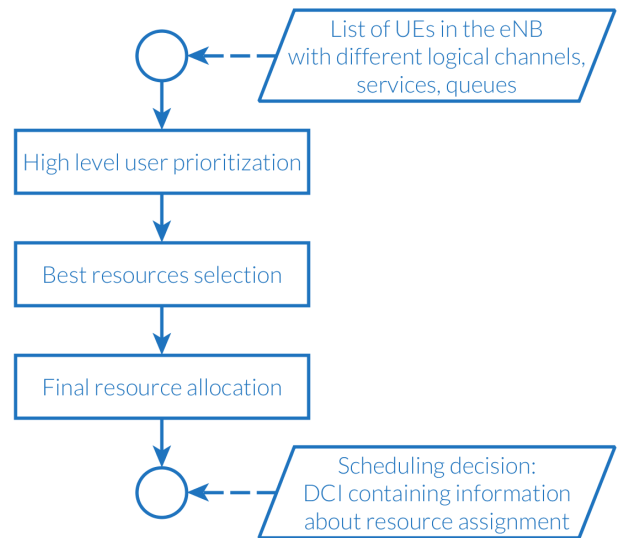 List of UEs in the eNB
with different logical channels,
services, queues
High level user prioritization
Best resources selection
Final resource allocation
Scheduling decision:
DCI containing information
about resource assignment